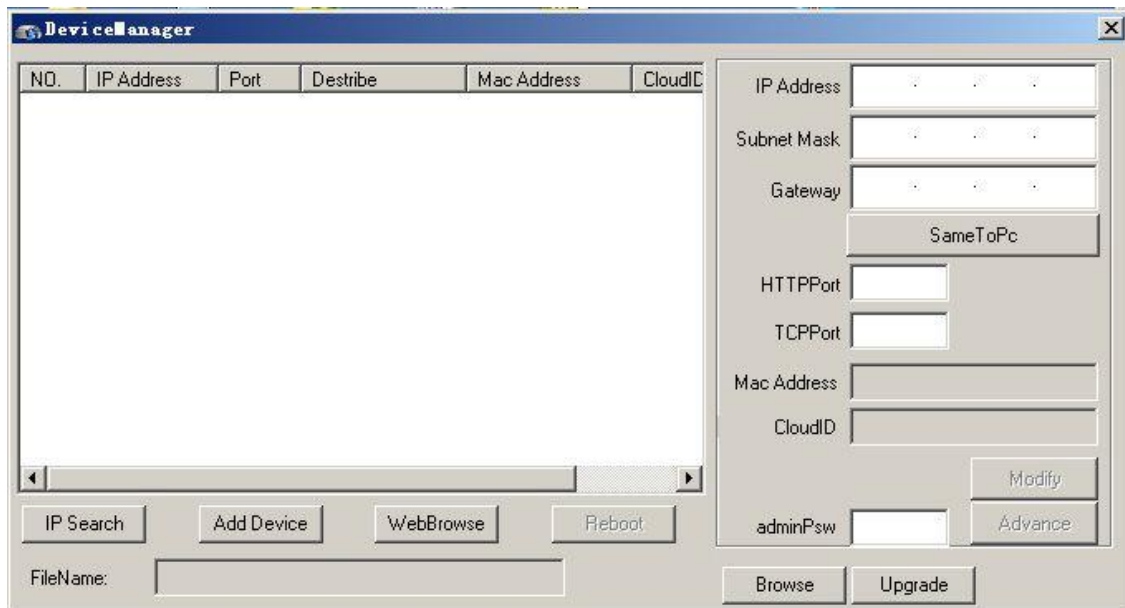 DeviceManager
NO. IP Address Port Destribe Mac Address CloudID
IP Address
Subnet Mask
Gateway
SameToPc
HTTPPort
TCPPort
Mac Address
CloudID
Modify
IP Search Add Device WebBrowse Reboot
adminPsw Advance
FileName:
Browse Upgrade